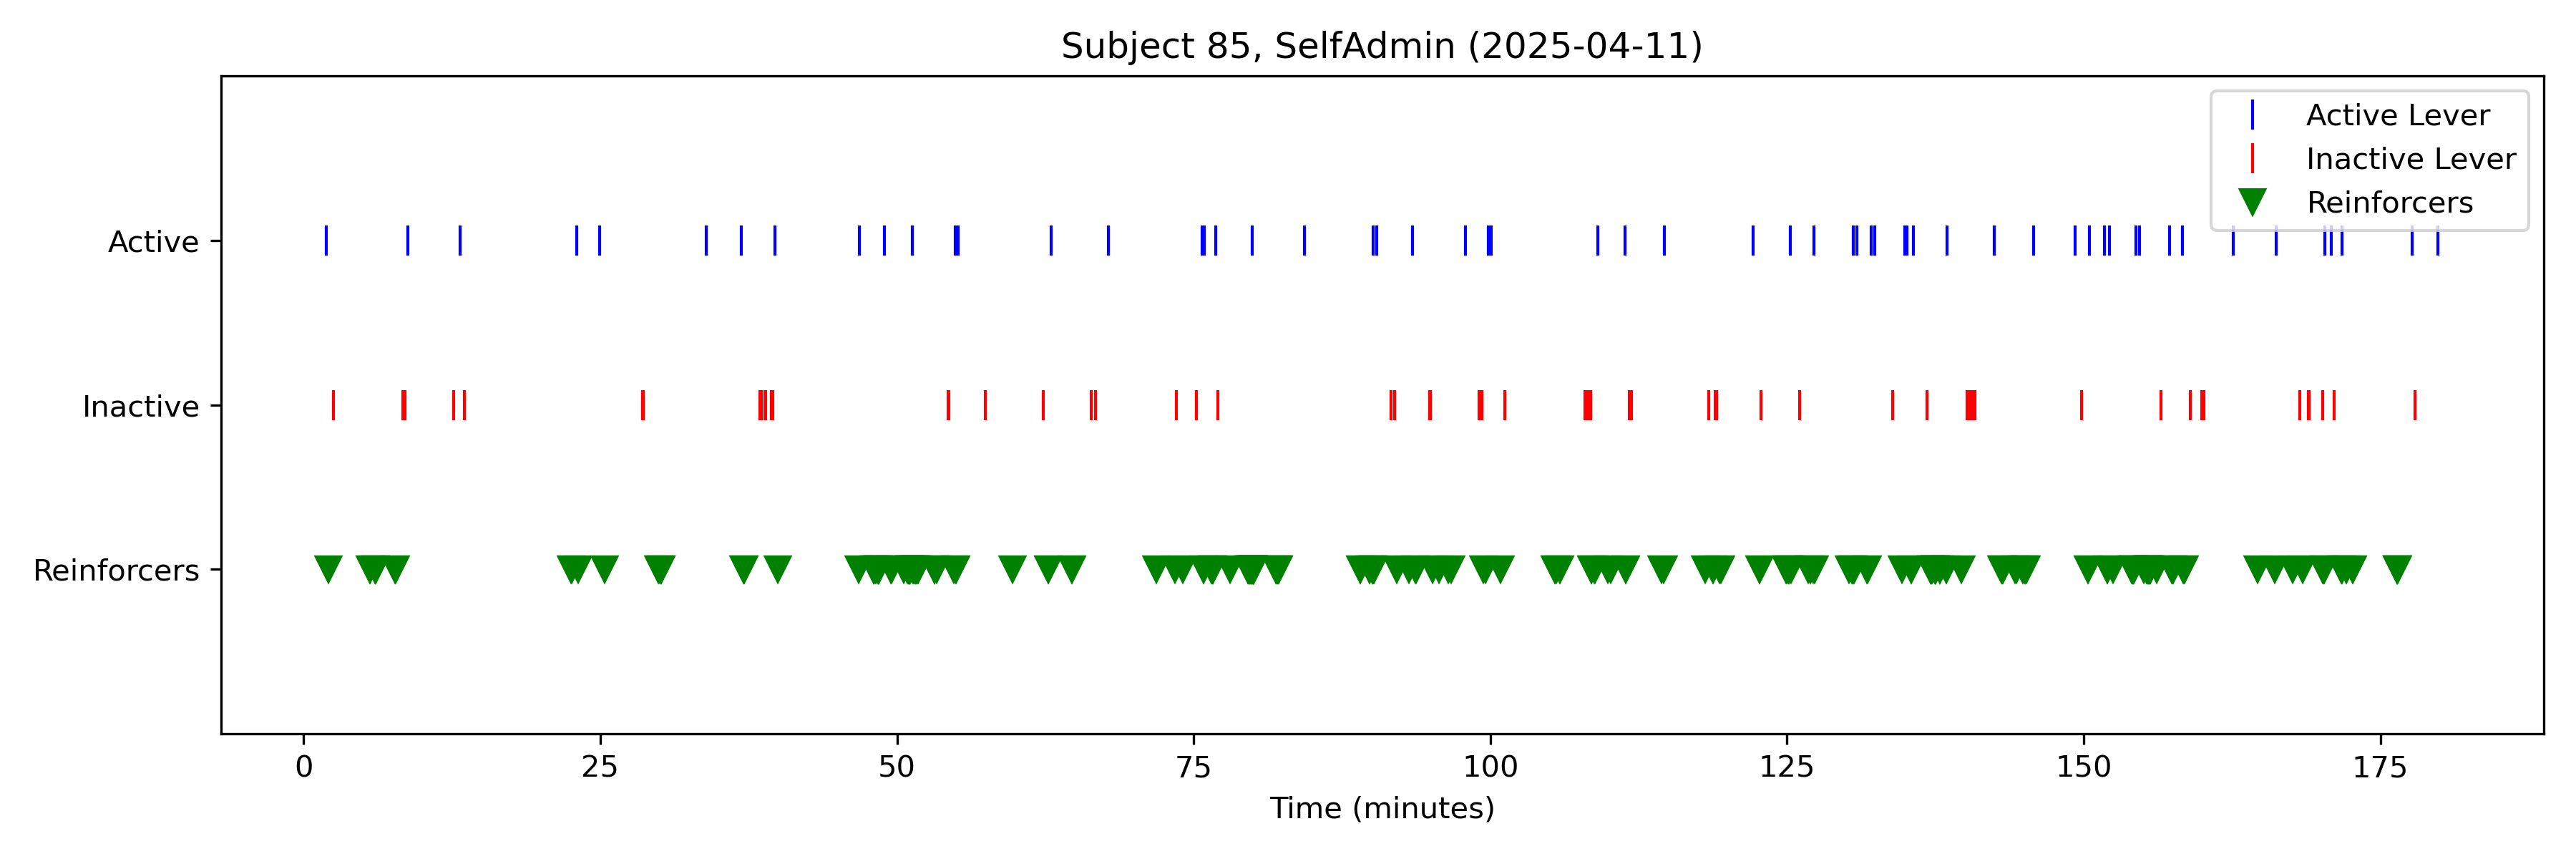 Subject 85, SelfAdmin (2025-04-11)
Active Lever
Inactive Lever
Reinforcers
Active
Inactive
Reinforcers
0 25 50 75 100 125 150 175
Time (minutes)